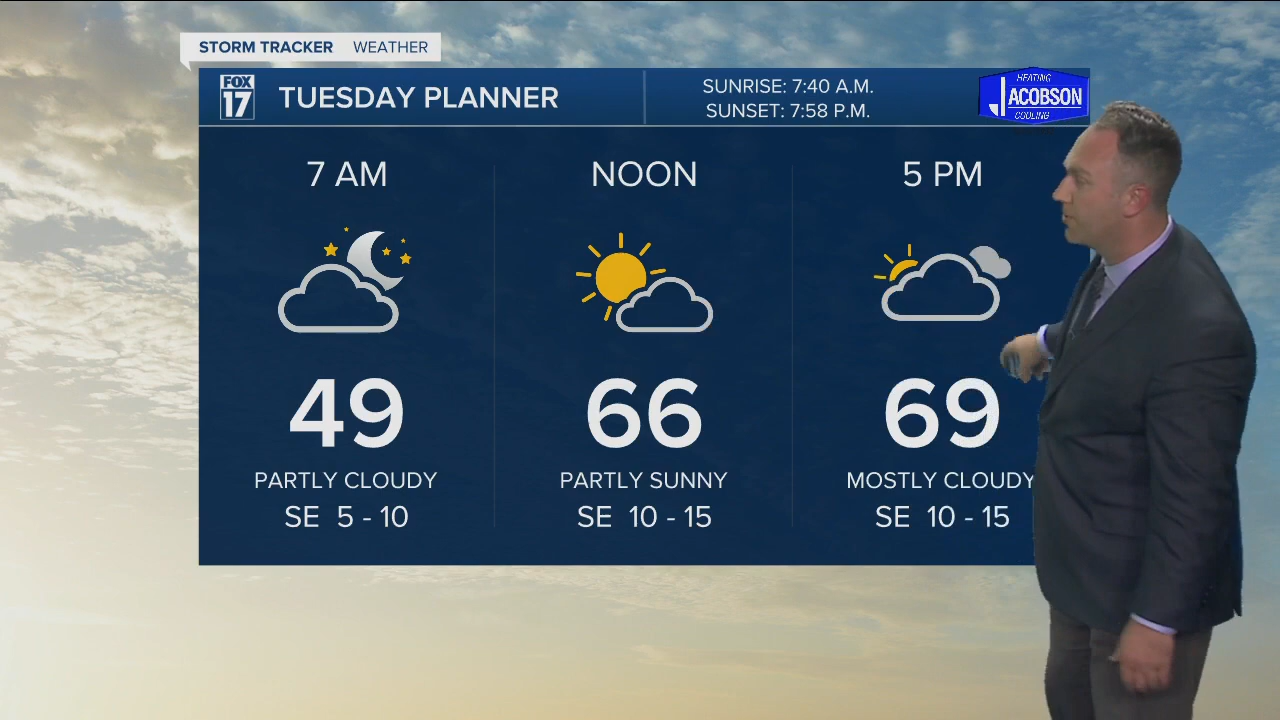 STORM TRACKER WEATHER
FOX
17
TUESDAY PLANNER
SUNRISE: 7:40 A.M.
SUNSET: 7:58 P.M.
HEATING
JACOBSON
COOLING
7 AM
NOON
5 PM
49
66
69
PARTLY CLOUDY
PARTLY SUNNY
MOSTLY CLOUDY
SE 5 - 10
SE 10 - 15
SE 10 - 15